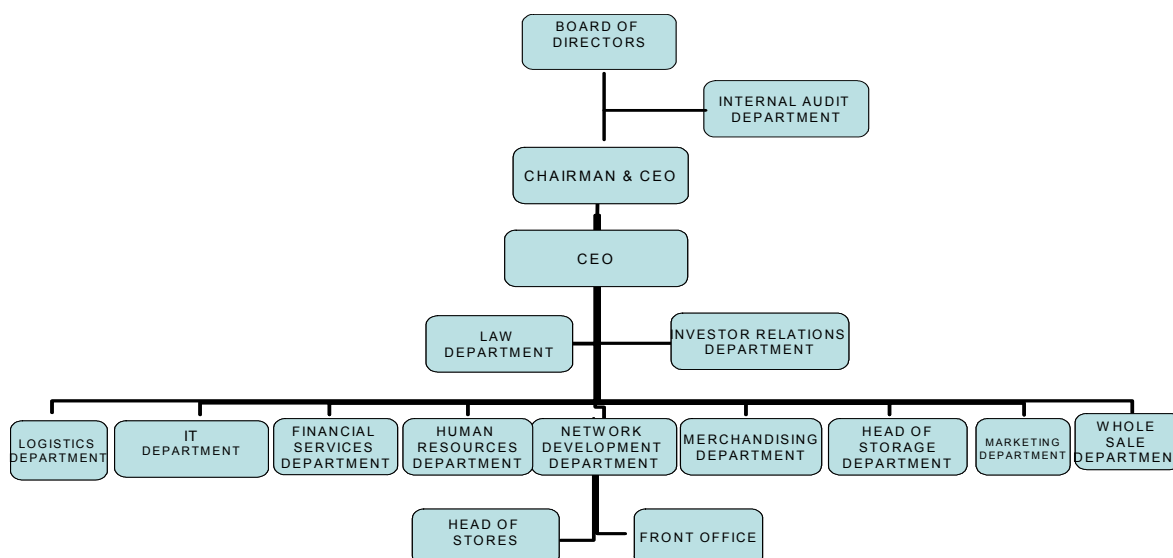 BOARD OF
DIRECTORS
INTERNAL AUDIT
DEPARTMENT
CHAIRMAN & CEO
CEO
LAW
DEPARTMENT
INVESTOR RELATIONS
DEPARTMENT
LOGISTICS
DEPARTMENT
IT
DEPARTMENT
FINANCIAL
SERVICES
DEPARTMENT
HUMAN
RESOURCES
DEPARTMENT
NETWORK
DEVELOPMENT
DEPARTMENT
MERCHANDISING
DEPARTMENT
HEAD OF
STORAGE
DEPARTMENT
MARKETING
DEPARTMENT
WHOLE
SALE
DEPARTMENT
HEAD OF
STORES
FRONT OFFICE